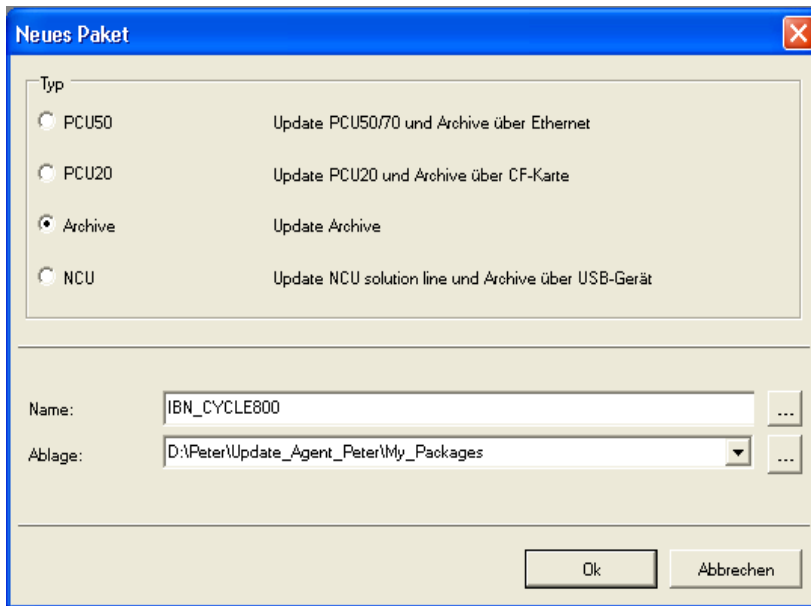 Neues Paket
Typ
PCU50 Update PCU50/70 und Archive über Ethernet
PCU20 Update PCU20 und Archive über CF-Karte
Archive Update Archive
NCU Update NCU solution line und Archive über USB-Gerät
Name: IBN_CYCLE800 ...
Ablage: D:\Peter\Update_Agent_Peter\My_Packages ...
Ok Abbrechen